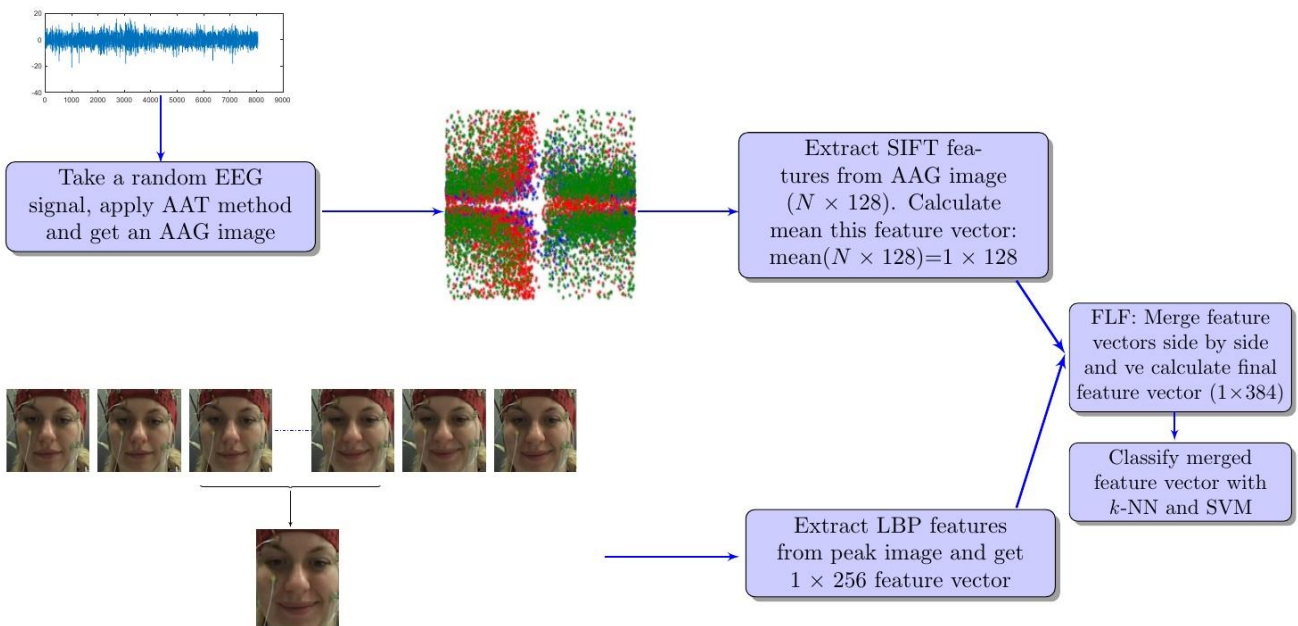 20
0
-20
-40
0 1000 2000 3000 4000 5000 6000 7000 8000 9000
Take a random EEG
signal, apply AAT method
and get an AAG image
Extract SIFT fea-
tures from AAG image
(N × 128). Calculate
mean this feature vector:
mean(N × 128)=1 × 128
FLF: Merge feature
vectors side by side
and ve calculate final
feature vector (1×384)
Classify merged
feature vector with
k-NN and SVM
Extract LBP features
from peak image and get
1 × 256 feature vector